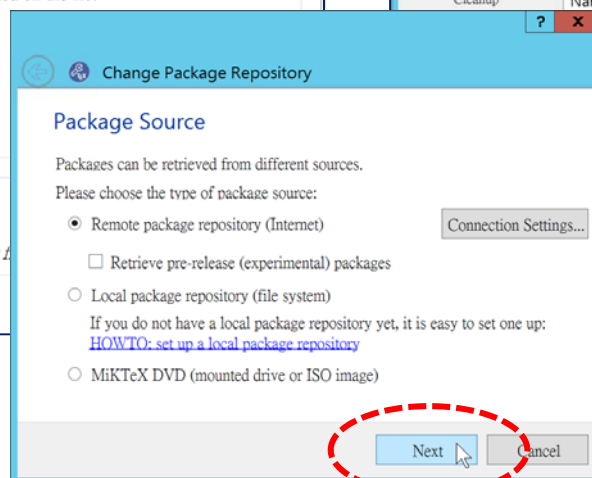 Cleanup
? x
Change Package Repository
Package Source
Packages can be retrieved from different sources.
Please choose the type of package source:
Remote package repository (Internet)
Connection Settings...
Retrieve pre-release (experimental) packages
Local package repository (file system)
If you do not have a local package repository yet, it is easy to set one up:
HOWTO: set up a local package repository
MiKTeX DVD (mounted drive or ISO image)
Next
Cancel